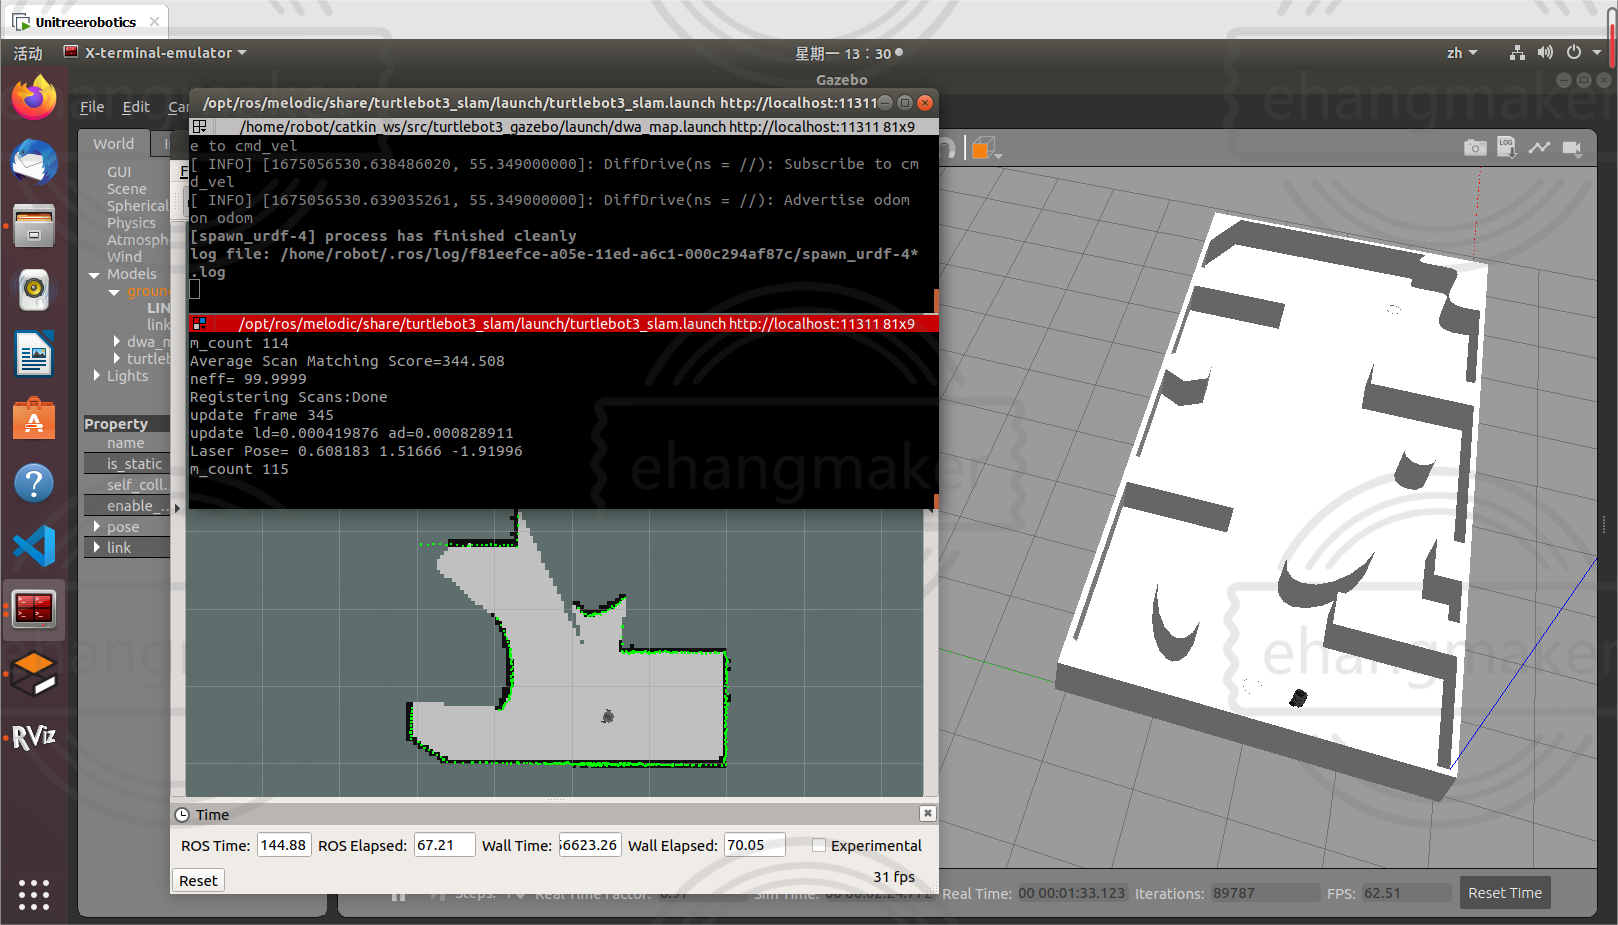 Unitreerobotics
活动
X-terminal-emulator
星期一 13：30
zh
Gazebo
File Edit
/opt/ros/melodic/share/turtlebot3_slam/launch/turtlebot3_slam.launch http://localhost:11311
/home/robot/catkin_ws/src/turtlebot3_gazebo/launch/dwa_map.launch http://localhost:11311 81x9
e to cmd_vel
[ INFO] [1675056530.638486020, 55.349000000]: DiffDrive(ns = //): Subscribe to cm
d_vel
[ INFO] [1675056530.639035261, 55.349000000]: DiffDrive(ns = //): Advertise odom
on odom
[spawn_urdf-4] process has finished cleanly
log file: /home/robot/.ros/log/f81eefce-a05e-11ed-a6c1-000c294af87c/spawn_urdf-4*
.log
/opt/ros/melodic/share/turtlebot3_slam/launch/turtlebot3_slam.launch http://localhost:11311 81x9
m_count 114
Average Scan Matching Score=344.508
neff= 99.9999
Registering Scans:Done
update frame 345
update ld=0.000419876 ad=0.000828911
Laser Pose= 0.608183 1.51666 -1.91996
m_count 115
World
GUI
Scene
Spherical
Physics
Atmosph
Wind
Models
groun
LIN
link
dwa_m
turtleb
Lights
Property
name
is_static
self_coll...
enable_...
pose
link
LOG
RViz
Time
ROS Time: 144.88 ROS Elapsed: 67.21 Wall Time: 6623.26 Wall Elapsed: 70.05 Experimental
Reset
31 fps
Real Time: 00 00:01:33.123 Iterations: 89787 FPS: 62.51 Reset Time
ehangmaker
ehangmaker
ehangmaker